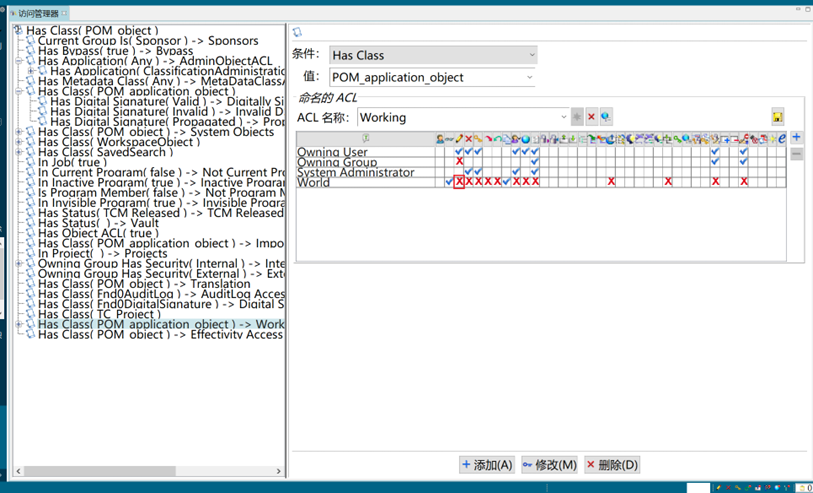 访问管理器
Has Class( POM_object )
Current Group Is( Sponsor ) -> Sponsors
Has Bypass( true ) -> Bypass
Has Application( Any ) -> AdminObjectACL
Has Application( ClassificationAdministratio
Has Metadata Class( Any ) -> MetaDataClassA
Has Class( POM_application_object )
Has Digital Signature( Valid ) -> Digitally Si
Has Digital Signature( Invalid ) -> Invalid D
Has Digital Signature( Propagated ) -> Prop
Has Class( POM_object ) -> System Objects
Has Class( WorkspaceObject )
Has Class( SavedSearch )
In Job( true )
In Current Program( false ) -> Not Current Pro
In Inactive Program( true ) -> Inactive Program
Is Program Member( false ) -> Not Program M
In Invisible Program( true ) -> Invisible Progra
Has Status( TCM Released ) -> TCM Released
Has Status( ) -> Vault
Has Object ACL( true )
Has Class( POM_application_object ) -> Impo
In Project( ) -> Projects
Owning Group Has Security( Internal ) -> Inte
Owning Group Has Security( External ) -> Exte
Has Class( POM_object ) -> Translation
Has Class( Fnd0AuditLog ) -> AuditLog Acces
Has Class( Fnd0DigitalSignature ) -> Digital S
Has Class( TC_Project )
Has Class( POM_application_object ) -> Work
Has Class( POM_object ) -> Effectivity Access
条件: Has Class
值: POM_application_object
命名的 ACL
ACL 名称: Working
Owning User
Owning Group
System Administrator
World
添加(A) 修改(M) 删除(D)